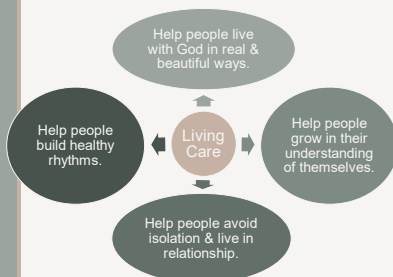 Help people live
with God in real &
beautiful ways.
Help people
build healthy
rhythms.
Living
Care
Help people
grow in their
understanding
of themselves.
Help people avoid
isolation & live in
relationship.